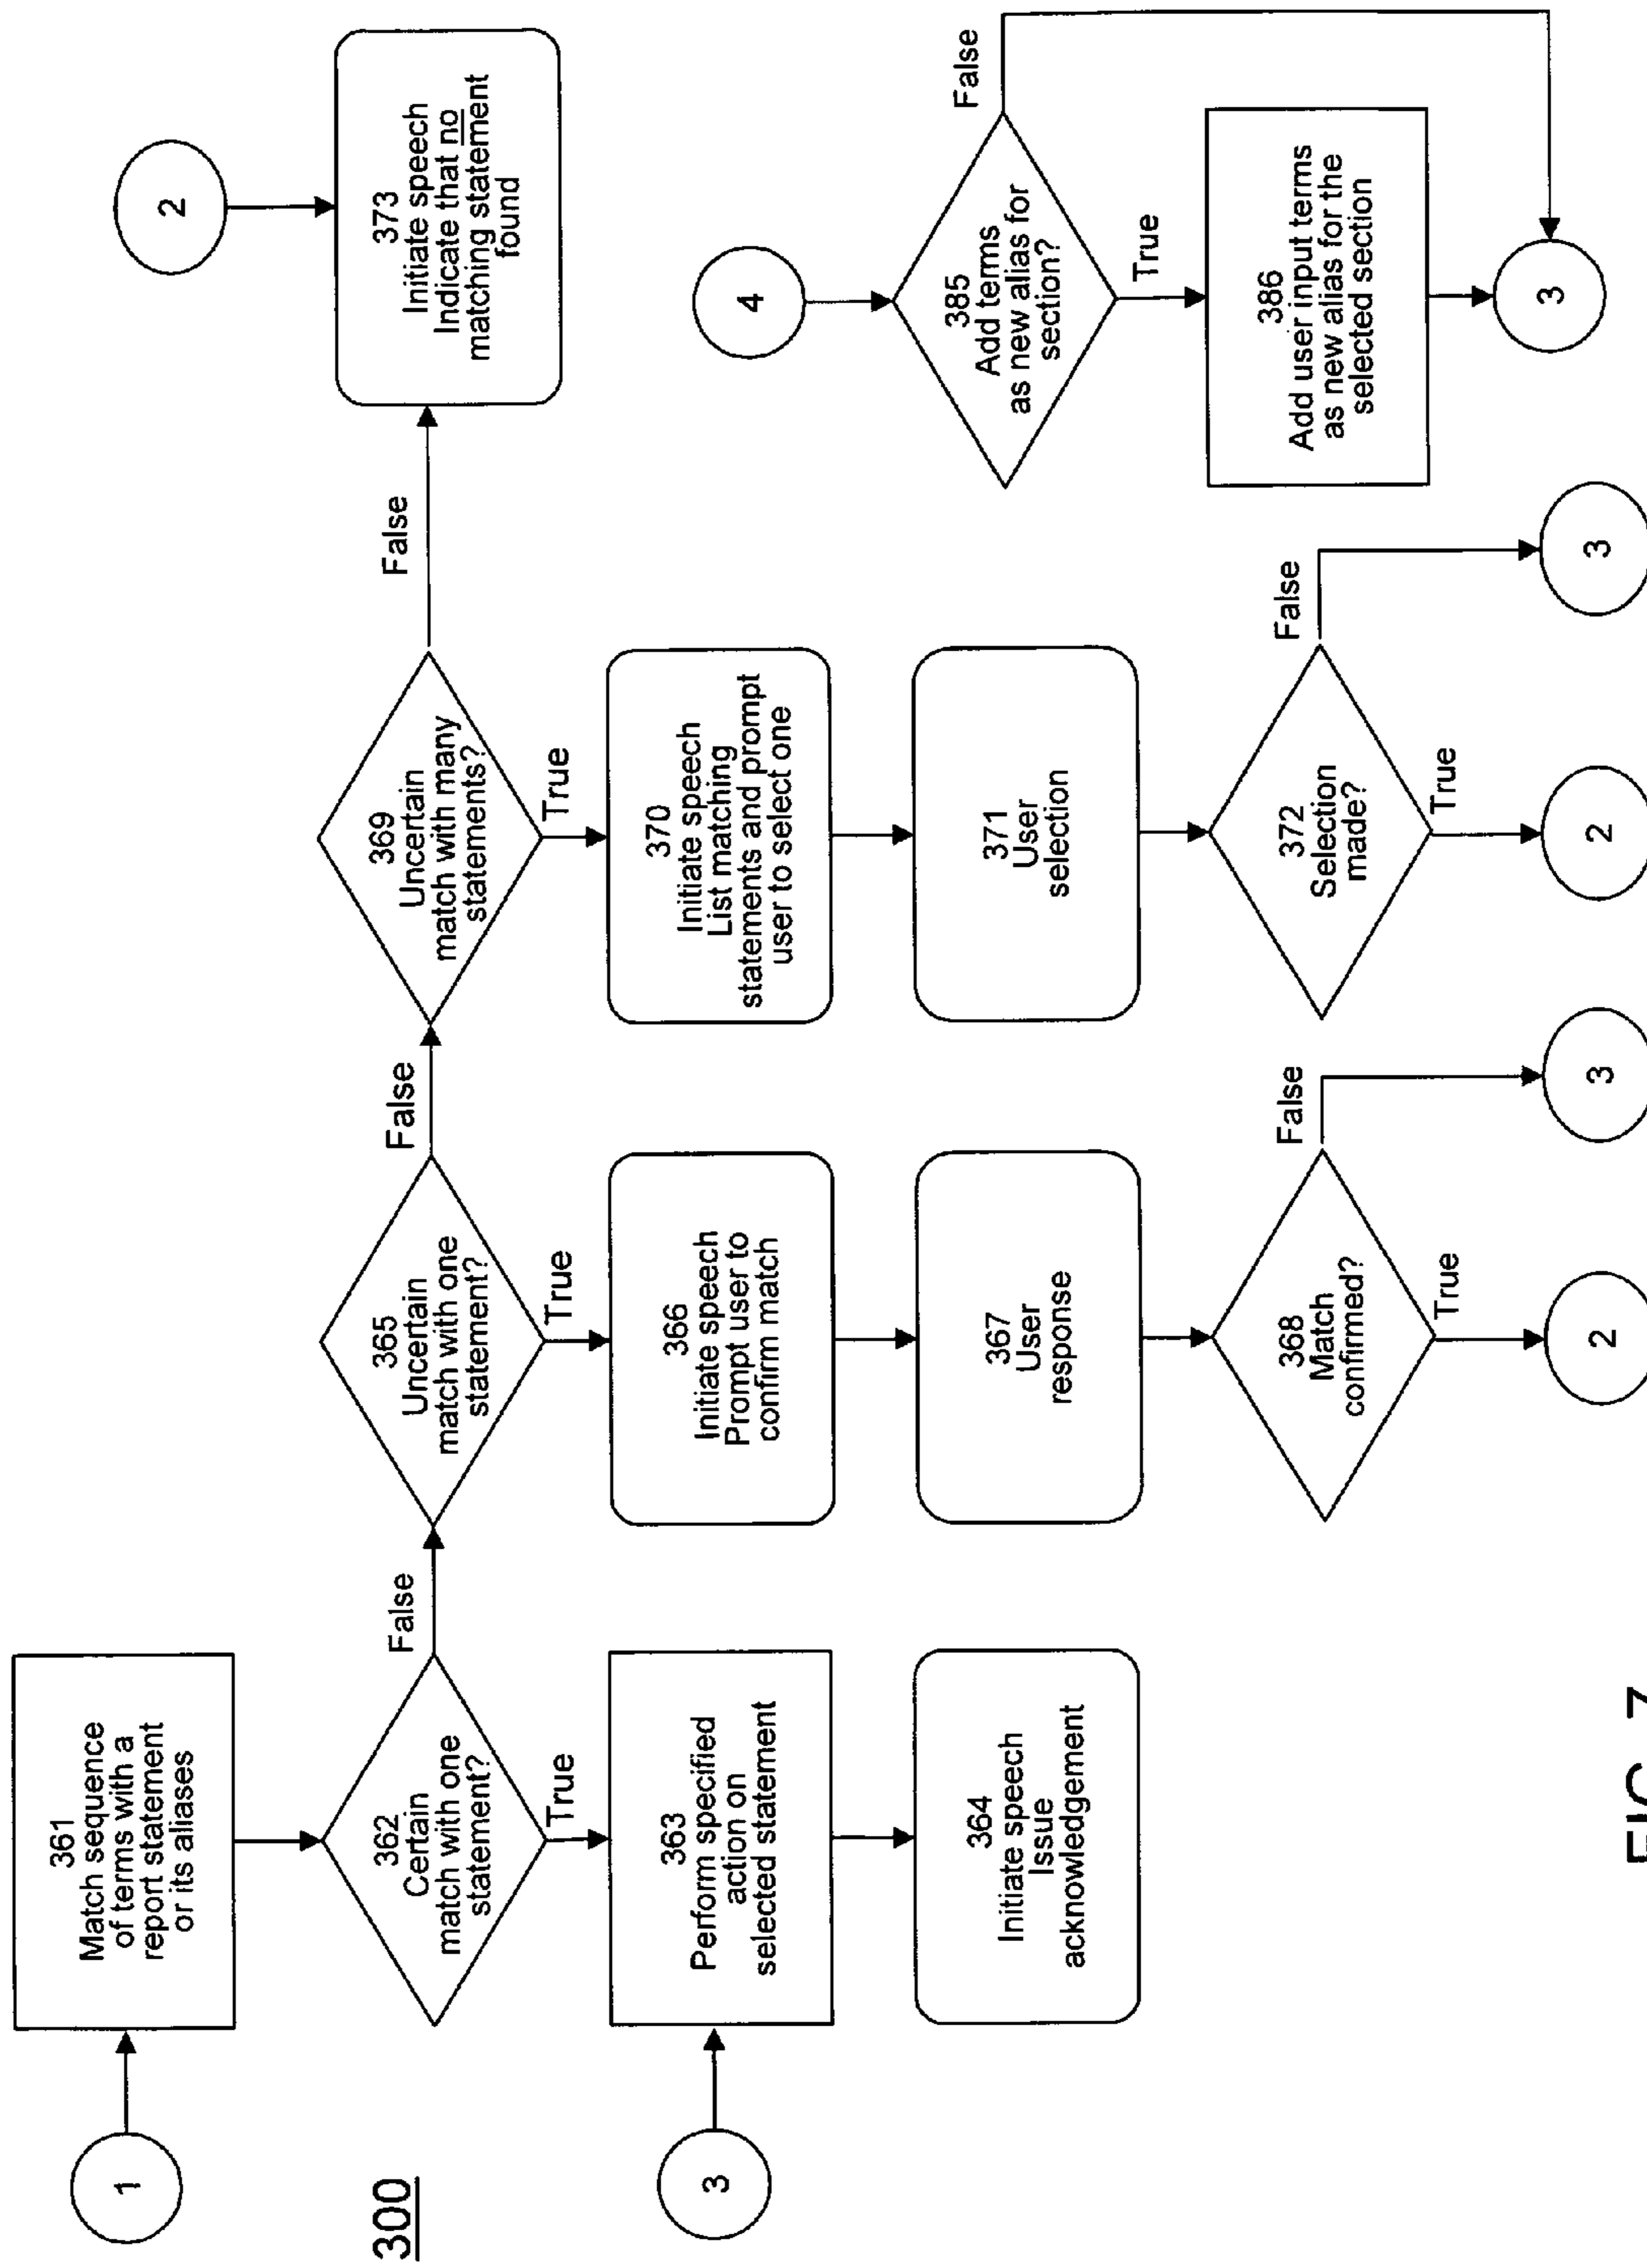 300
1
361
Match sequence
of terms with a
report statement
or its aliases
362
Certain
match with one
statement?
False
True
3
363
Perform specified
action on
selected statement
364
Initiate speech
Issue
acknowledgement
365
Uncertain
match with one
statement?
False
True
366
Initiate speech
Prompt user to
confirm match
367
User
response
368
Match
confirmed?
False
True
2
3
369
Uncertain
match with many
statements?
False
True
370
Initiate speech
List matching
statements and prompt
user to select one
371
User
selection
372
Selection
made?
False
True
2
3
2
373
Initiate speech
Indicate that no
matching statement
found
4
385
Add terms
as new alias for
section?
False
True
386
Add user input terms
as new alias for the
selected section
3
FIG. 7